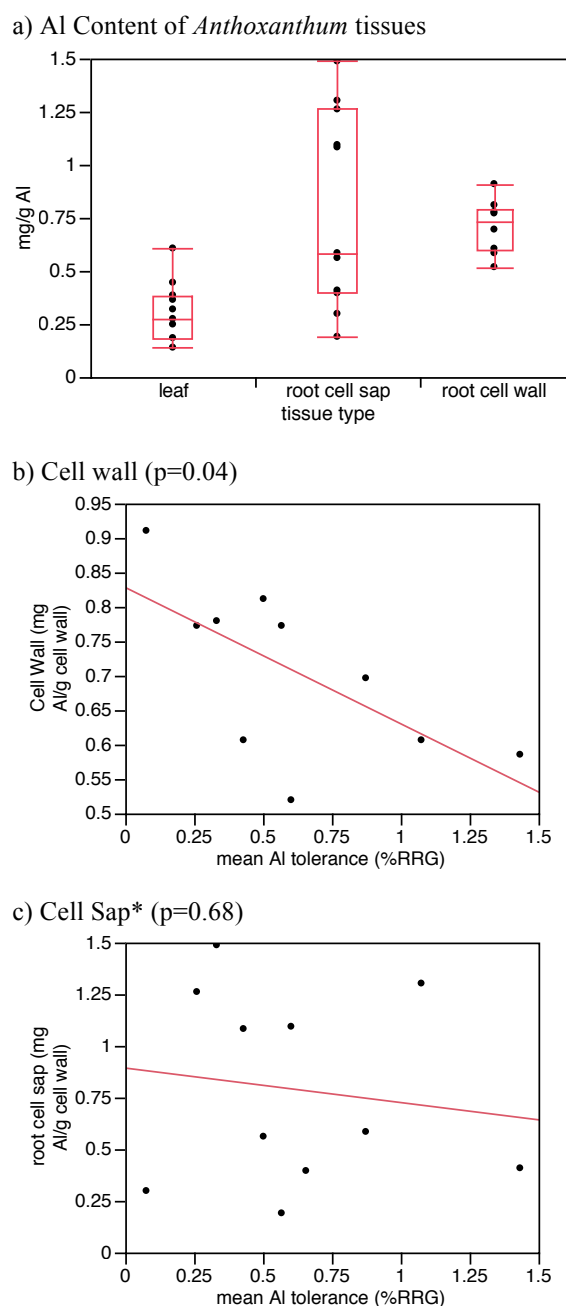 a) Al Content of Anthoxanthum tissues
1.5
1.25
1
0.75
0.5
0.25
0
mg/g Al
leaf
root cell sap
root cell wall
tissue type
b) Cell wall (p=0.04)
0.95
0.9
0.85
0.8
0.75
0.7
0.65
0.6
0.55
0.5
Cell Wall (mg
Al/g cell wall)
0
0.25
0.5
0.75
1
1.25
1.5
mean Al tolerance (%RRG)
c) Cell Sap* (p=0.68)
1.5
1.25
1
0.75
0.5
0.25
0
root cell sap (mg
Al/g cell wall)
0
0.25
0.5
0.75
1
1.25
1.5
mean Al tolerance (%RRG)